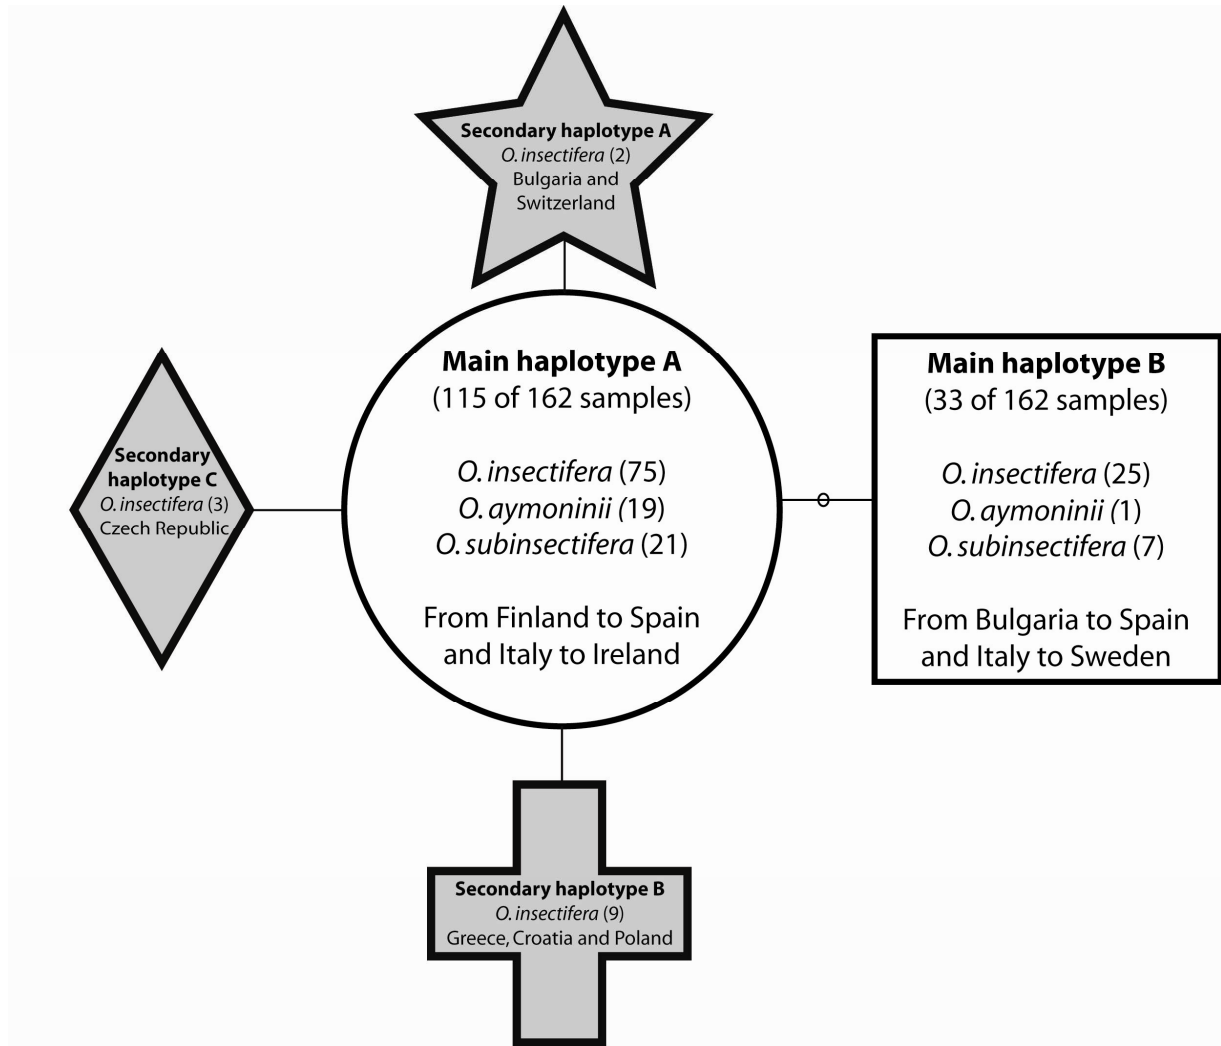 Secondary haplotype A
O. insectifera (2)
Bulgaria and
Switzerland
Main haplotype A
(115 of 162 samples)
O. insectifera (75)
O. aymoninii (19)
O. subinsectifera (21)
From Finland to Spain
and Italy to Ireland
Main haplotype B
(33 of 162 samples)
O. insectifera (25)
O. aymoninii (1)
O. subinsectifera (7)
From Bulgaria to Spain
and Italy to Sweden
Secondary
haplotype C
O. insectifera (3)
Czech Republic
Secondary haplotype B
O. insectifera (9)
Greece, Croatia and Poland